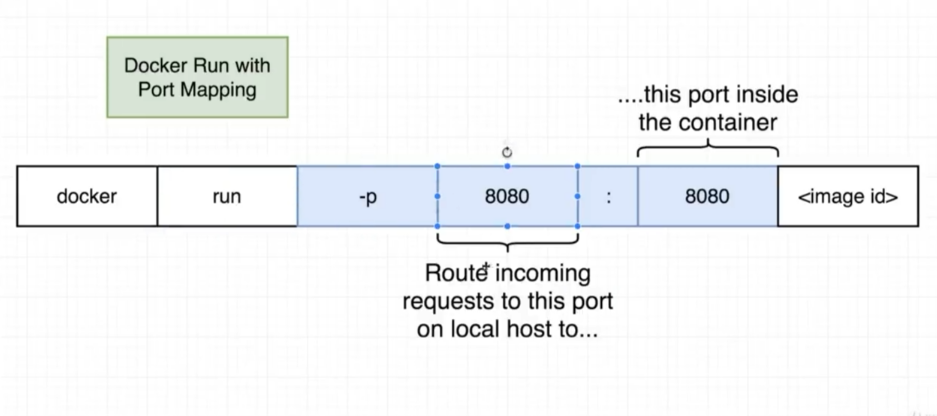 Docker Run with
Port Mapping
....this port inside
the container
docker run -p 8080 : 8080 <image id>
Route incoming
requests to this port
on local host to...